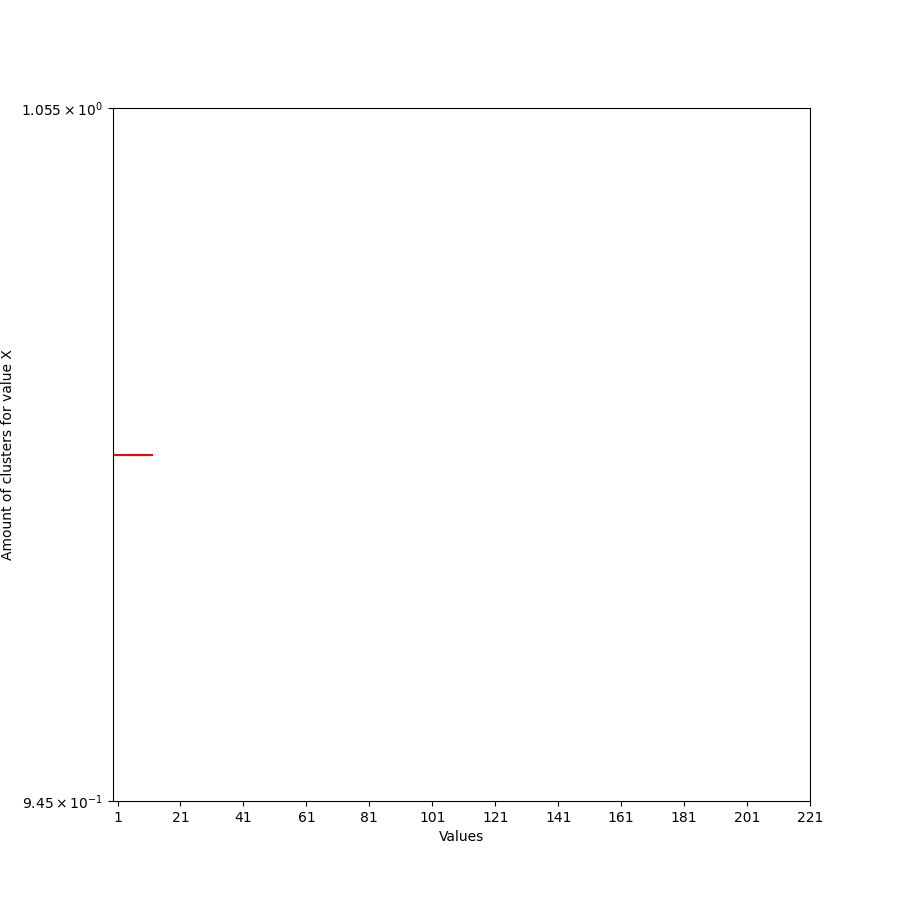 1.055 × 10⁰
Amount of clusters for value X
9.45 × 10⁻¹
1 21 41 61 81 101 121 141 161 181 201 221
Values